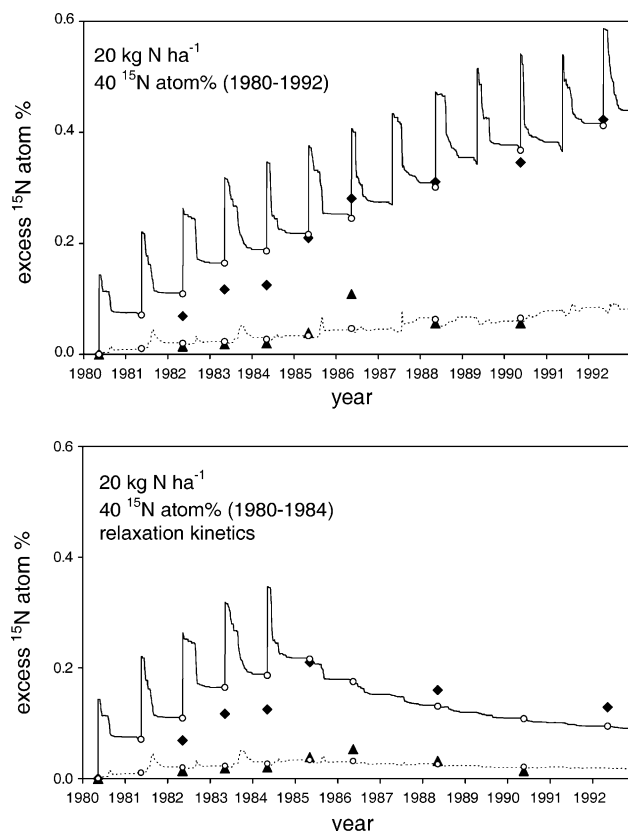 0.6
20 kg N ha⁻¹
40 ¹⁵N atom% (1980-1992)
0.4
excess ¹⁵N atom %
0.2
0.0
1980 1981 1982 1983 1984 1985 1986 1987 1988 1989 1990 1991 1992
year
0.6
20 kg N ha⁻¹
40 ¹⁵N atom% (1980-1984)
relaxation kinetics
0.4
excess ¹⁵N atom %
0.2
0.0
1980 1981 1982 1983 1984 1985 1986 1987 1988 1989 1990 1991 1992
year